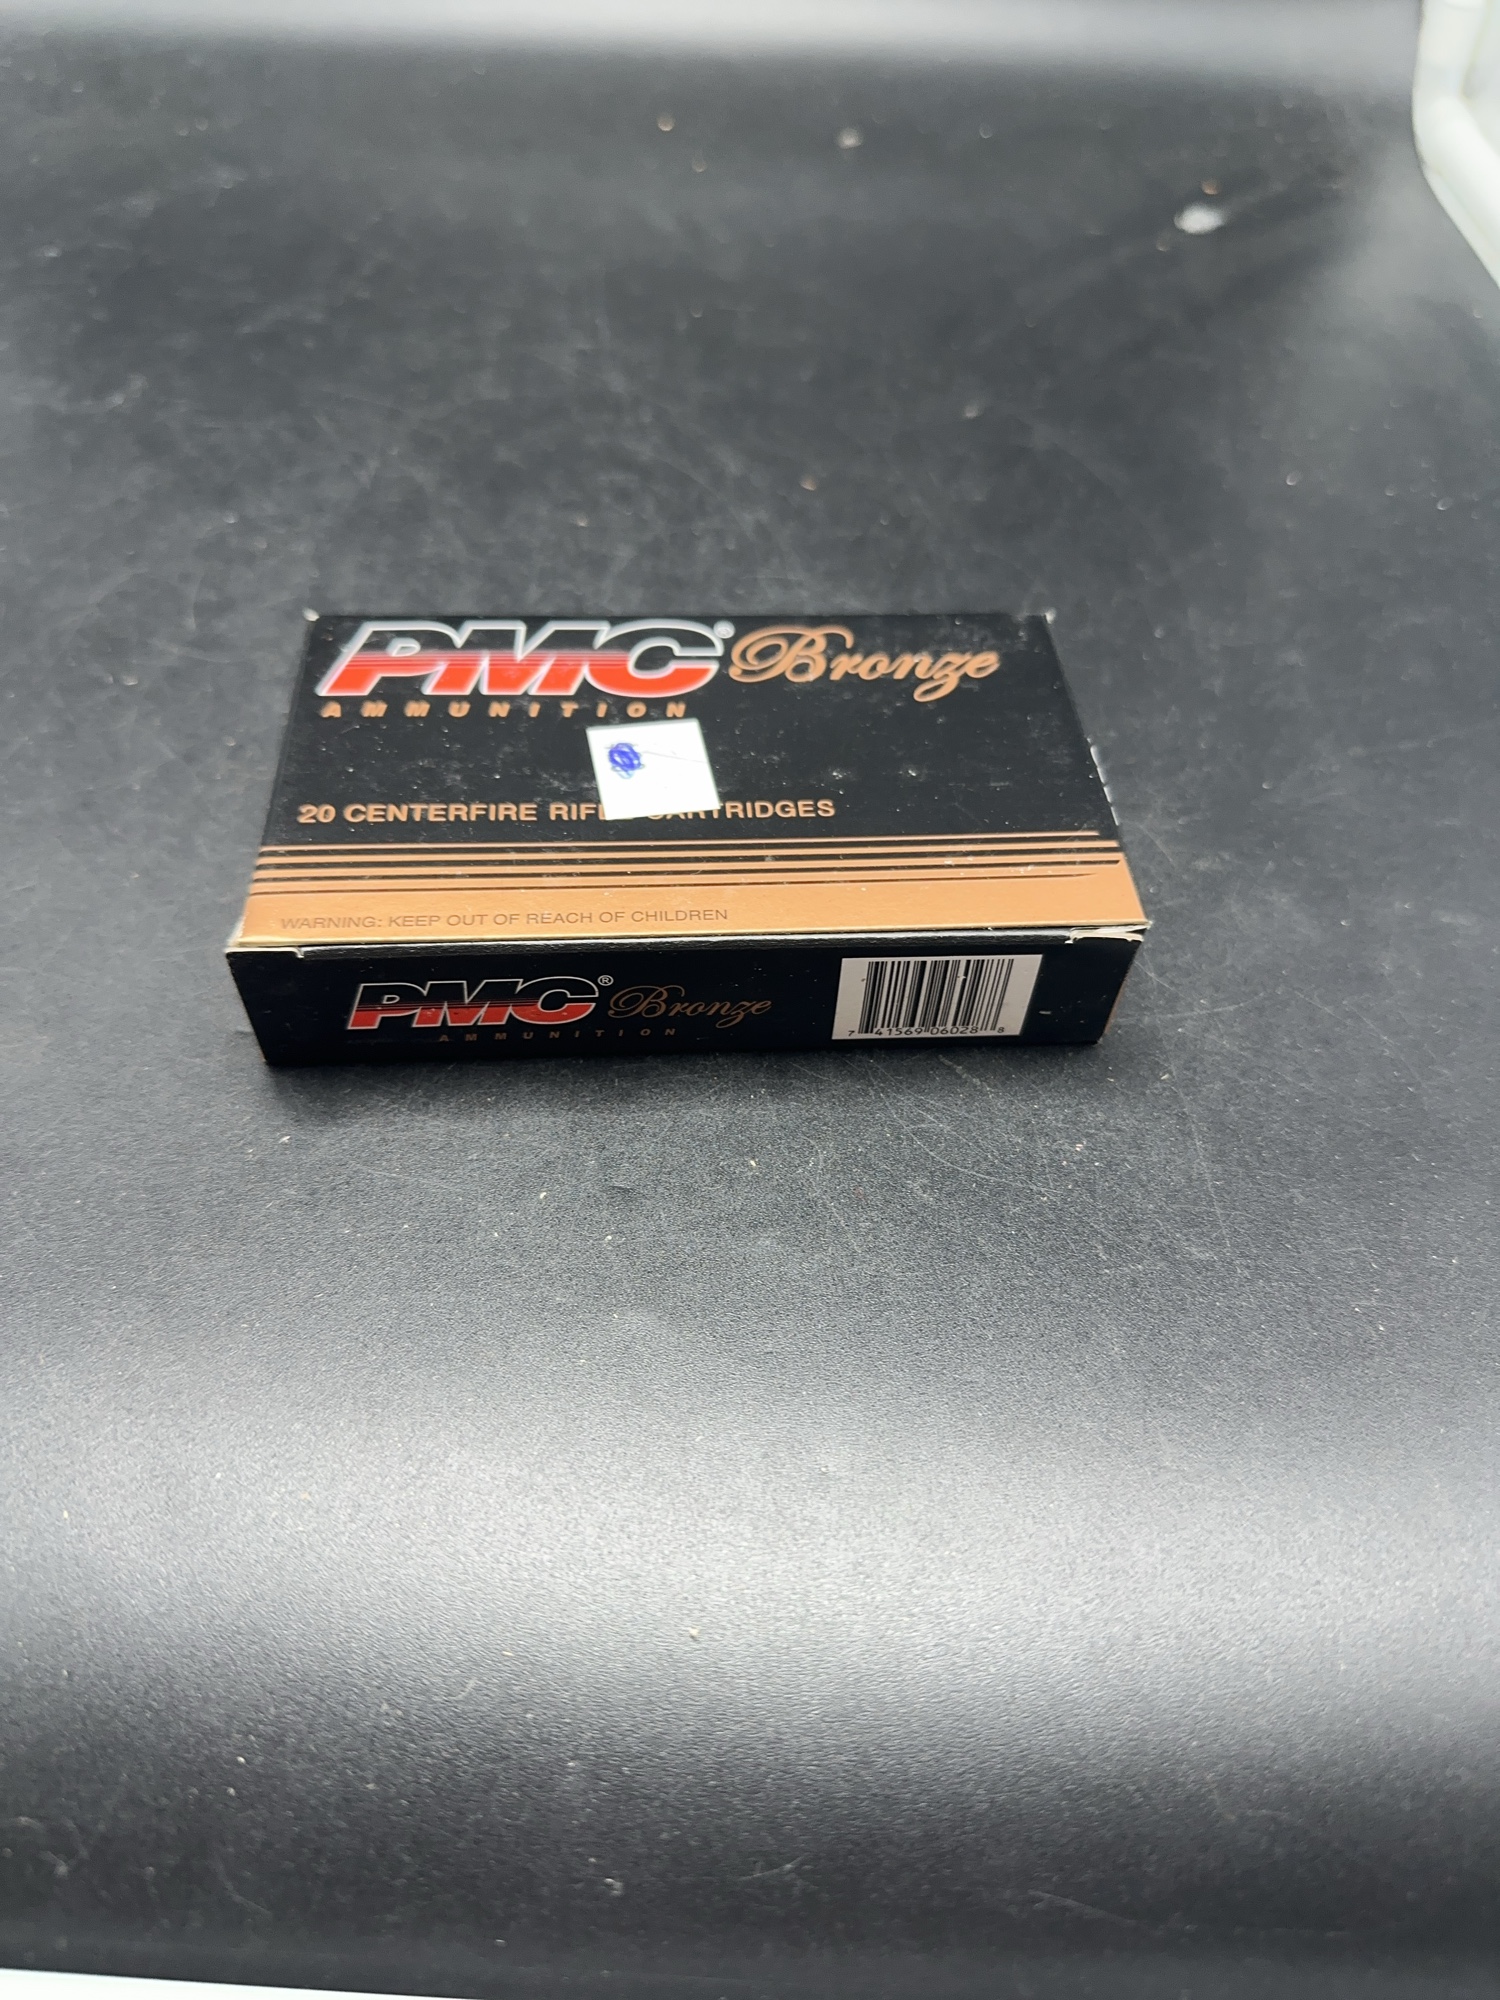 PMC® Bronze
AMMUNITION
20 CENTERFIRE RIFLE CARTRIDGES
WARNING: KEEP OUT OF REACH OF CHILDREN
PMC® Bronze
AMMUNITION
7 41569 06028 8